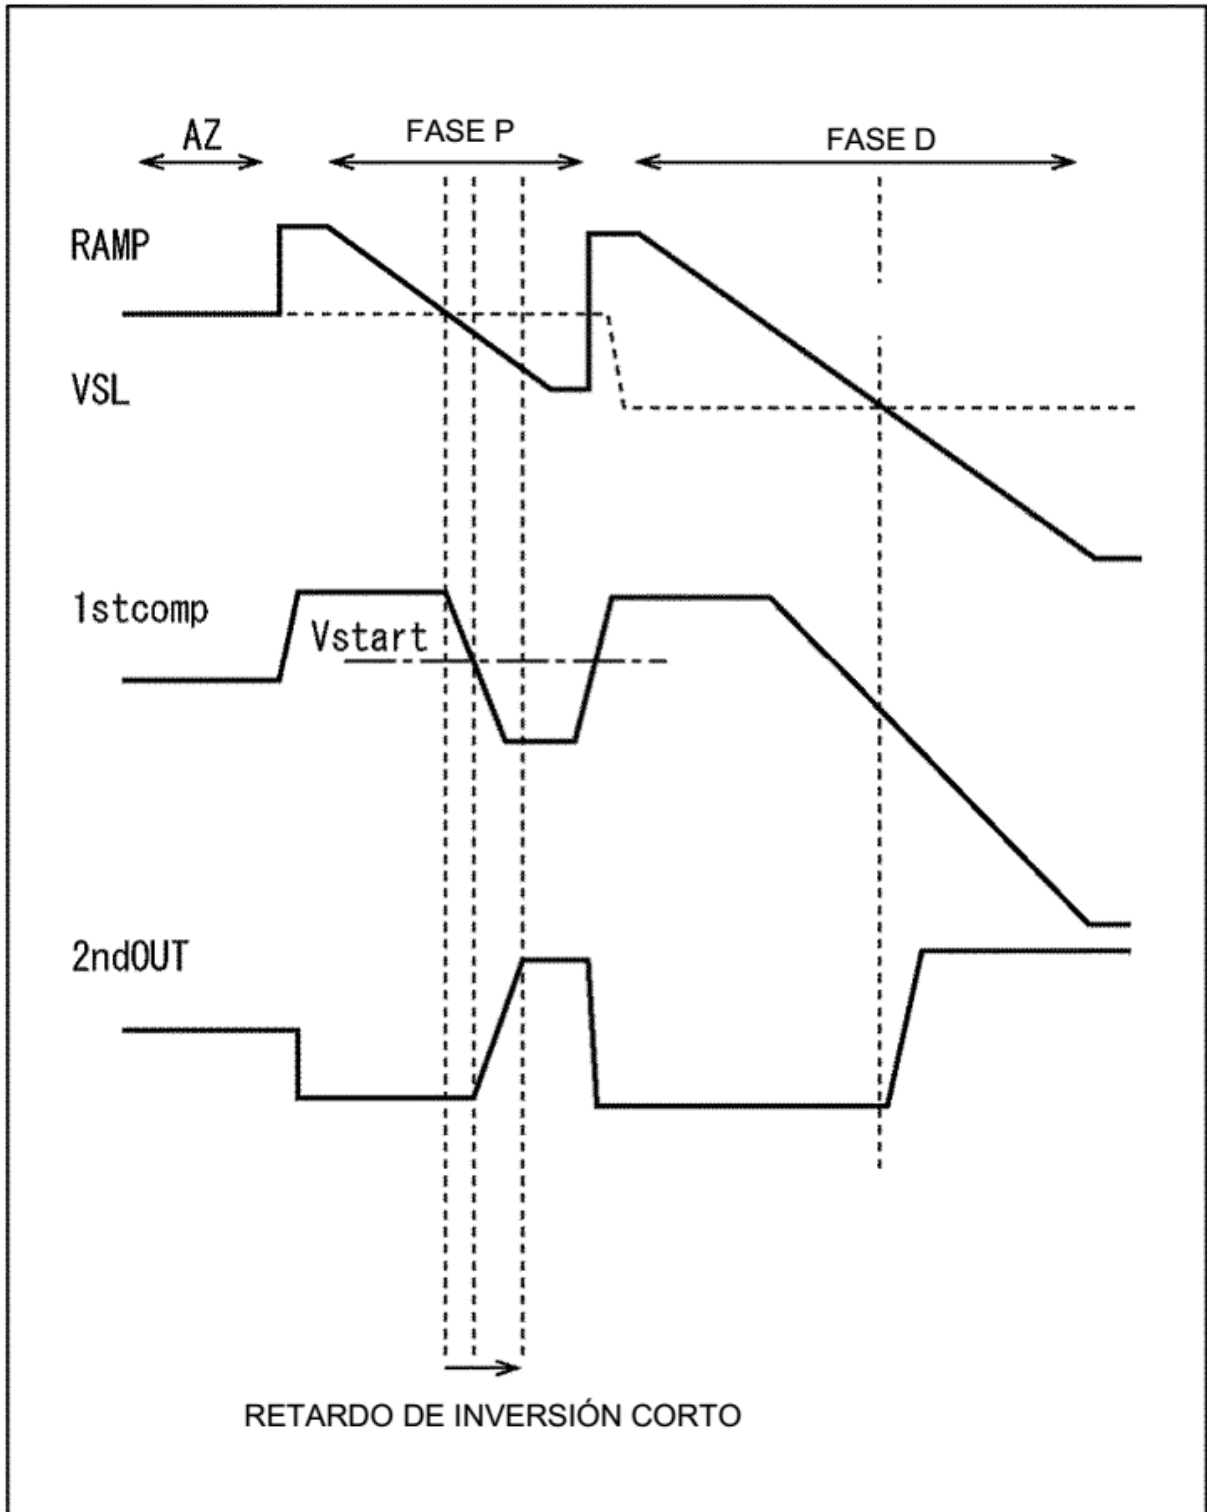 AZ
FASE P
FASE D
RAMP
VSL
1stcomp
Vstart
2ndOUT
RETARDO DE INVERSIÓN CORTO